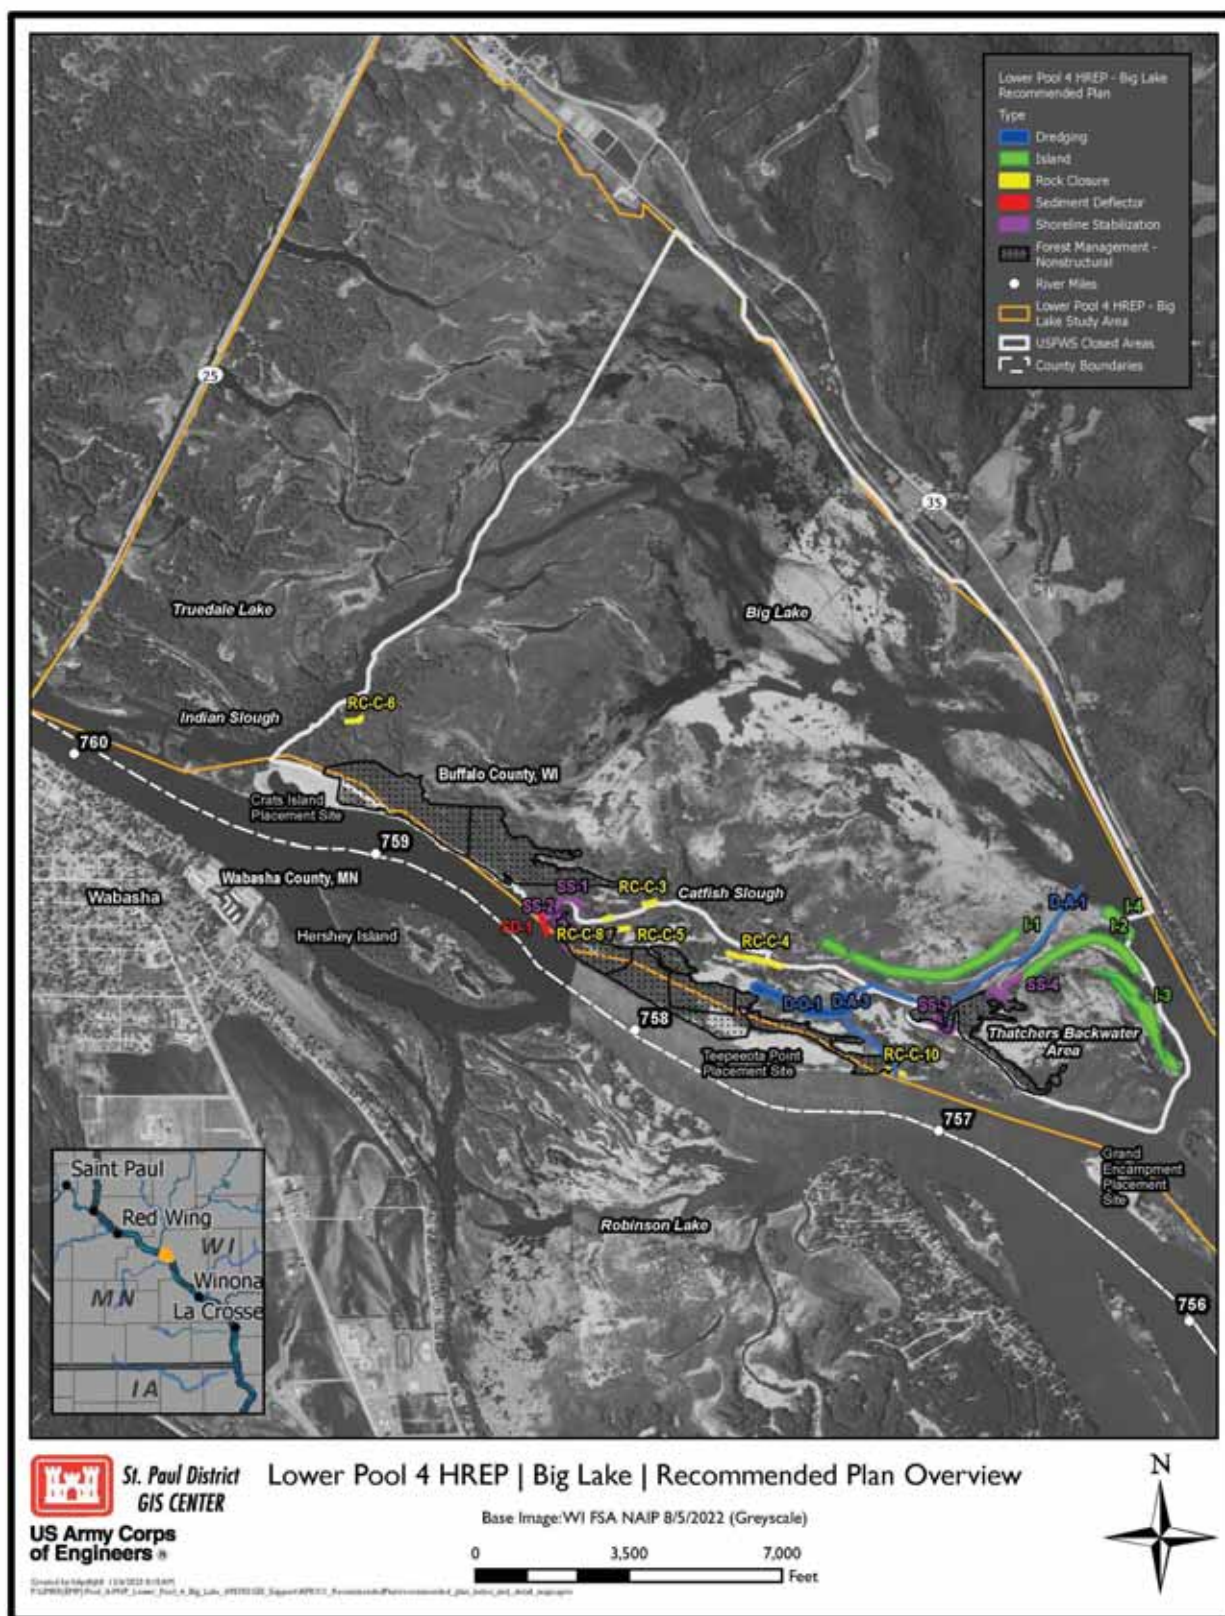 Lower Pool 4 HREP - Big Lake
Recommended Plan
Type
Dredging
Island
Rock Closure
Sediment Deflector
Shoreline Stabilization
Forest Management -
Nonstructural
River Miles
Lower Pool 4 HREP - Big
Lake Study Area
USFWS Closed Areas
County Boundaries
25
35
Truedale Lake
Big Lake
RC-C-6
Indian Slough
760
Buffalo County, WI
Crats Island
Placement Site
759
Wabasha County, MN
Wabasha
SS-1
RC-C-3
Catfish Slough
SS-2
SD-1
RC-C-8
RC-C-5
Hershey Island
RC-C-4
D-A-1
I-4
I-1
I-2
SS-4
I-3
D-O-1
D-A-3
SS-3
758
Thatchers Backwater
Area
Teepeeota Point
Placement Site
RC-C-10
757
Grand
Encampment
Placement
Site
Robinson Lake
756
Saint Paul
Red Wing
WI
Winona
MN
La Crosse
IA
St. Paul District
GIS CENTER
US Army Corps
of Engineers ®
Lower Pool 4 HREP | Big Lake | Recommended Plan Overview
Base Image: WI FSA NAIP 8/5/2022 (Greyscale)
0 3,500 7,000
Feet
N